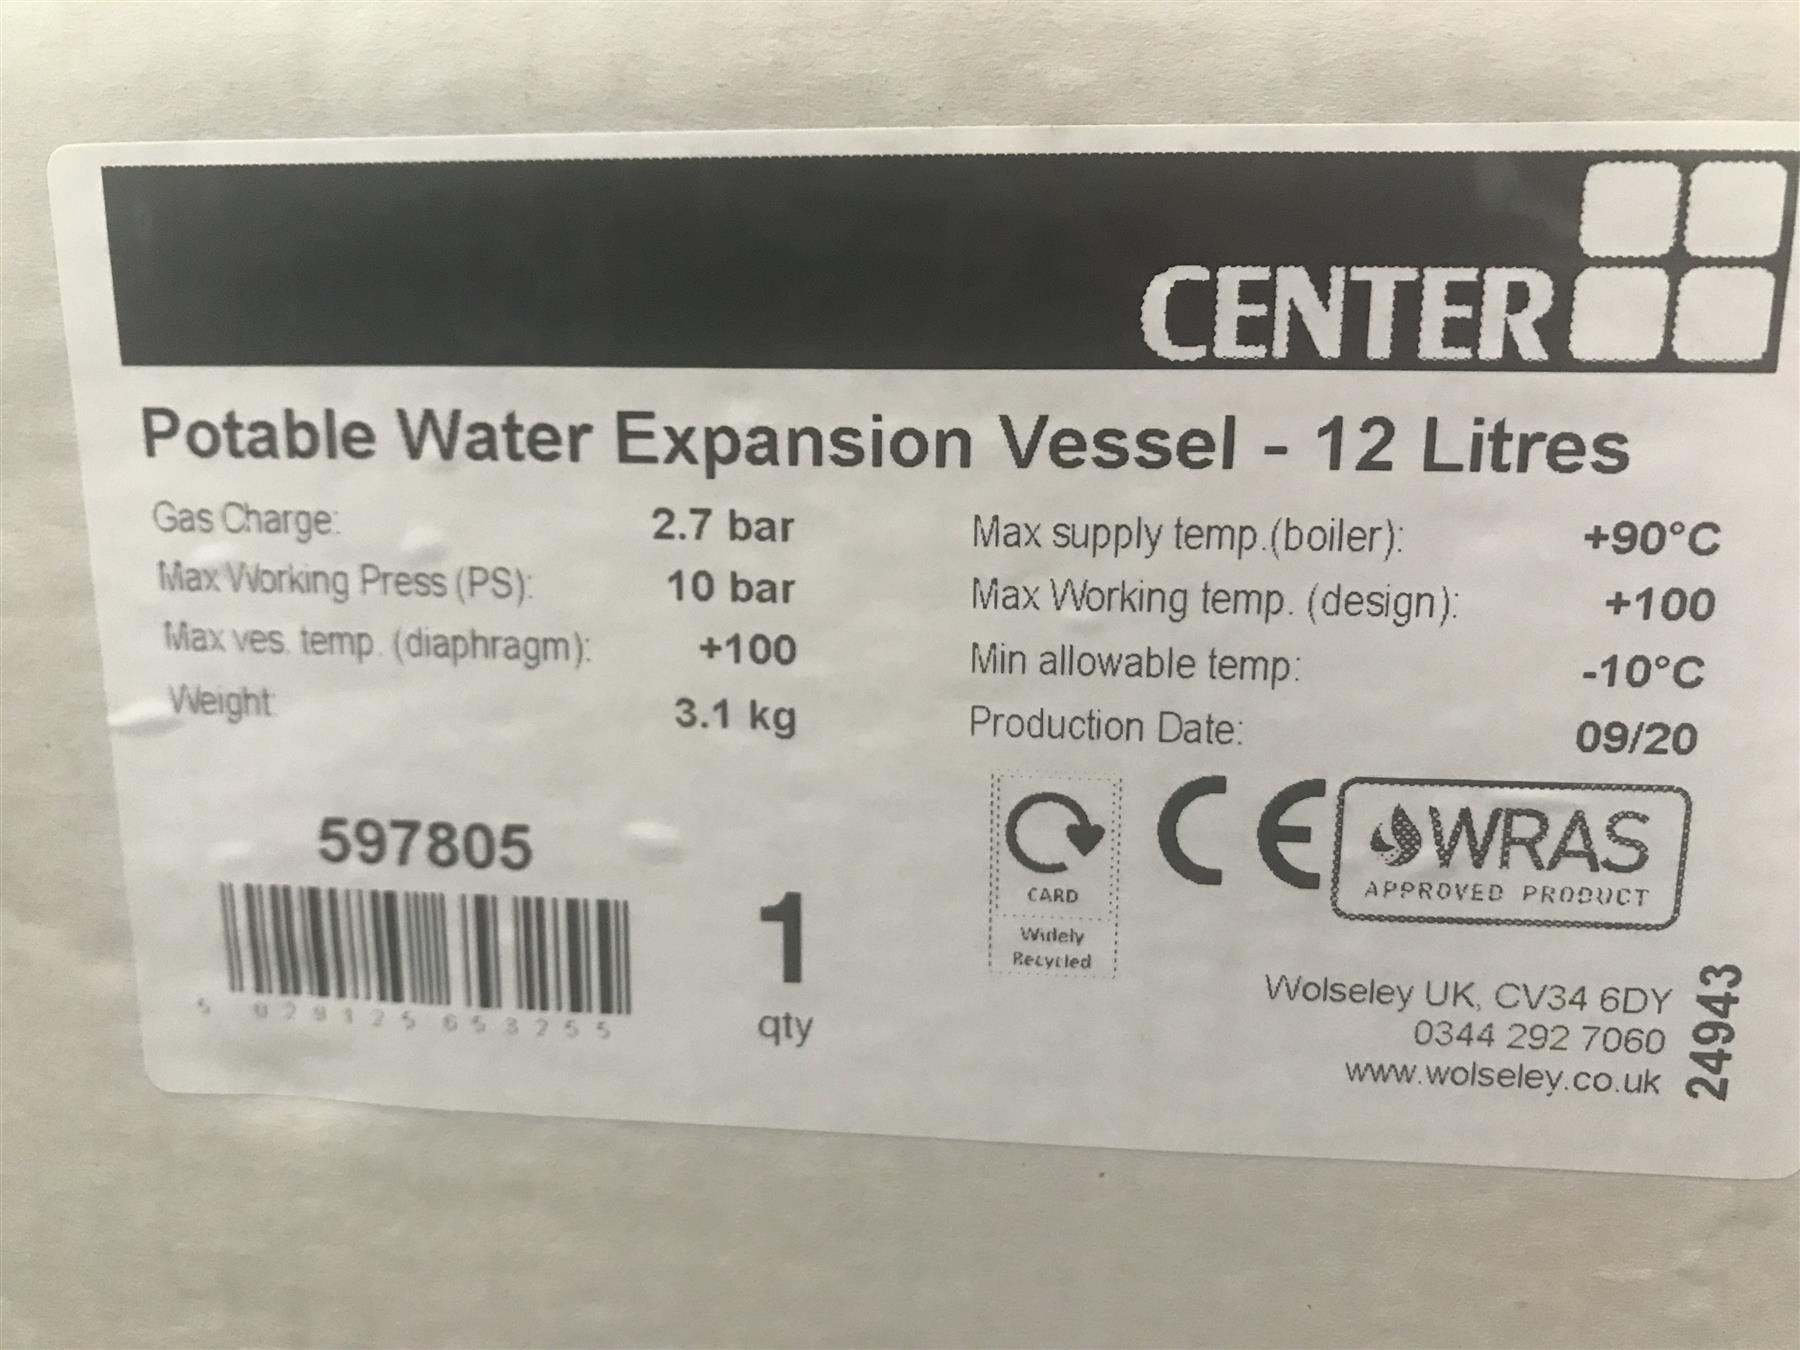 CENTER
Potable Water Expansion Vessel - 12 Litres
Gas Charge: 2.7 bar
Max Working Press (PS): 10 bar
Max ves. temp. (diaphragm): +100
Weight: 3.1 kg
Max supply temp.(boiler): +90°C
Max Working temp. (design): +100
Min allowable temp: -10°C
Production Date: 09/20
597805
5 029125 653255
1
qty
CARD
Widely
Recycled
CE
WRAS
APPROVED PRODUCT
Wolseley UK, CV34 6DY
0344 292 7060
www.wolseley.co.uk
24943